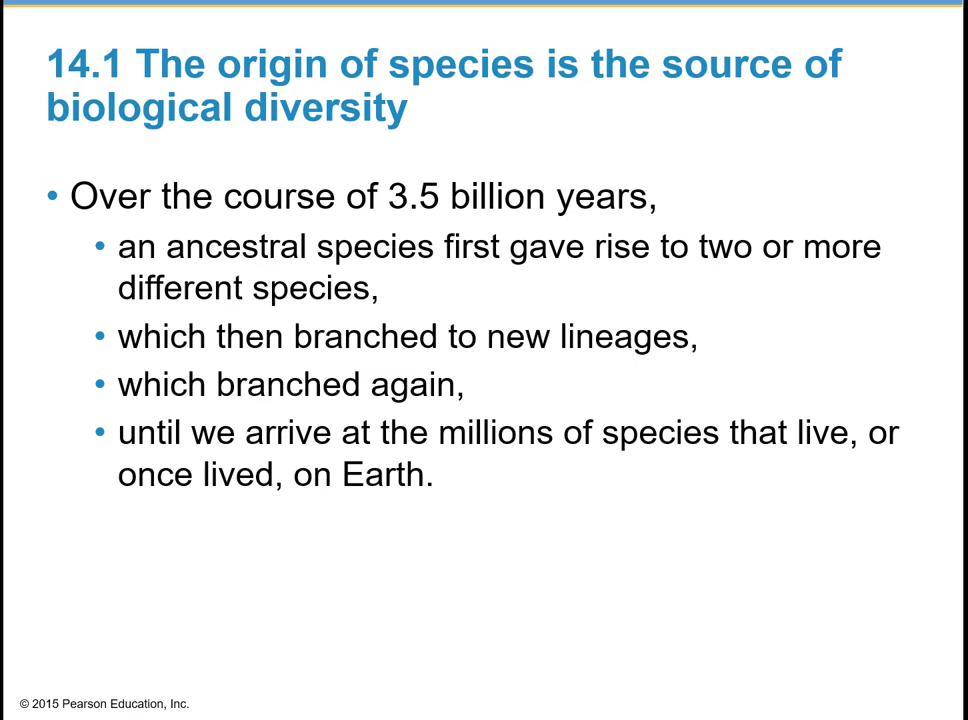 14.1 The origin of species is the source of
biological diversity
• Over the course of 3.5 billion years,
• an ancestral species first gave rise to two or more
different species,
• which then branched to new lineages,
• which branched again,
• until we arrive at the millions of species that live, or
once lived, on Earth.
© 2015 Pearson Education, Inc.